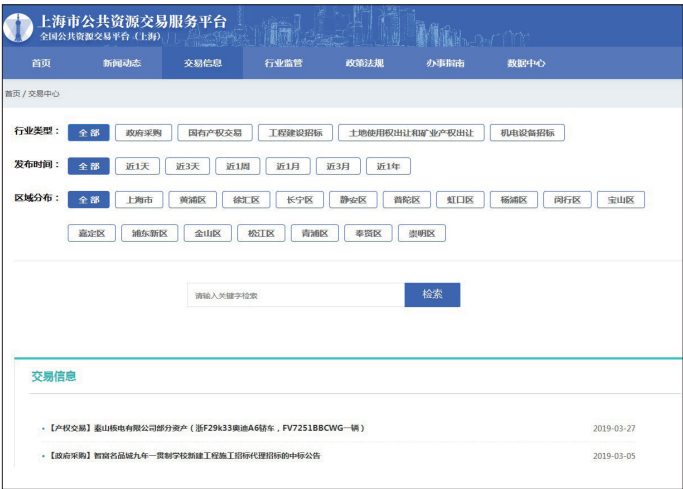 上海市公共资源交易服务平台
全国公共资源交易平台（上海）
首页 新闻动态 交易信息 行业监管 政策法规 办事指南 数据中心
首页 / 交易中心
行业类型： 全部 政府采购 国有产权交易 工程建设招标 土地使用权出让和矿业产权出让 机电设备招标
发布时间： 全部 近1天 近3天 近1周 近1月 近3月 近1年
区域分布： 全部 上海市 黄浦区 徐汇区 长宁区 静安区 普陀区 虹口区 杨浦区 闵行区 宝山区
嘉定区 浦东新区 金山区 松江区 青浦区 奉贤区 崇明区
请输入关键字检索 检索
交易信息
• 【产权交易】秦山核电有限公司部分资产（浙F29k33奥迪A6轿车，FV7251BBCWG一辆） 2019-03-27
• 【政府采购】智富名品城九年一贯制学校新建工程施工招标代理招标的中标公告 2019-03-05